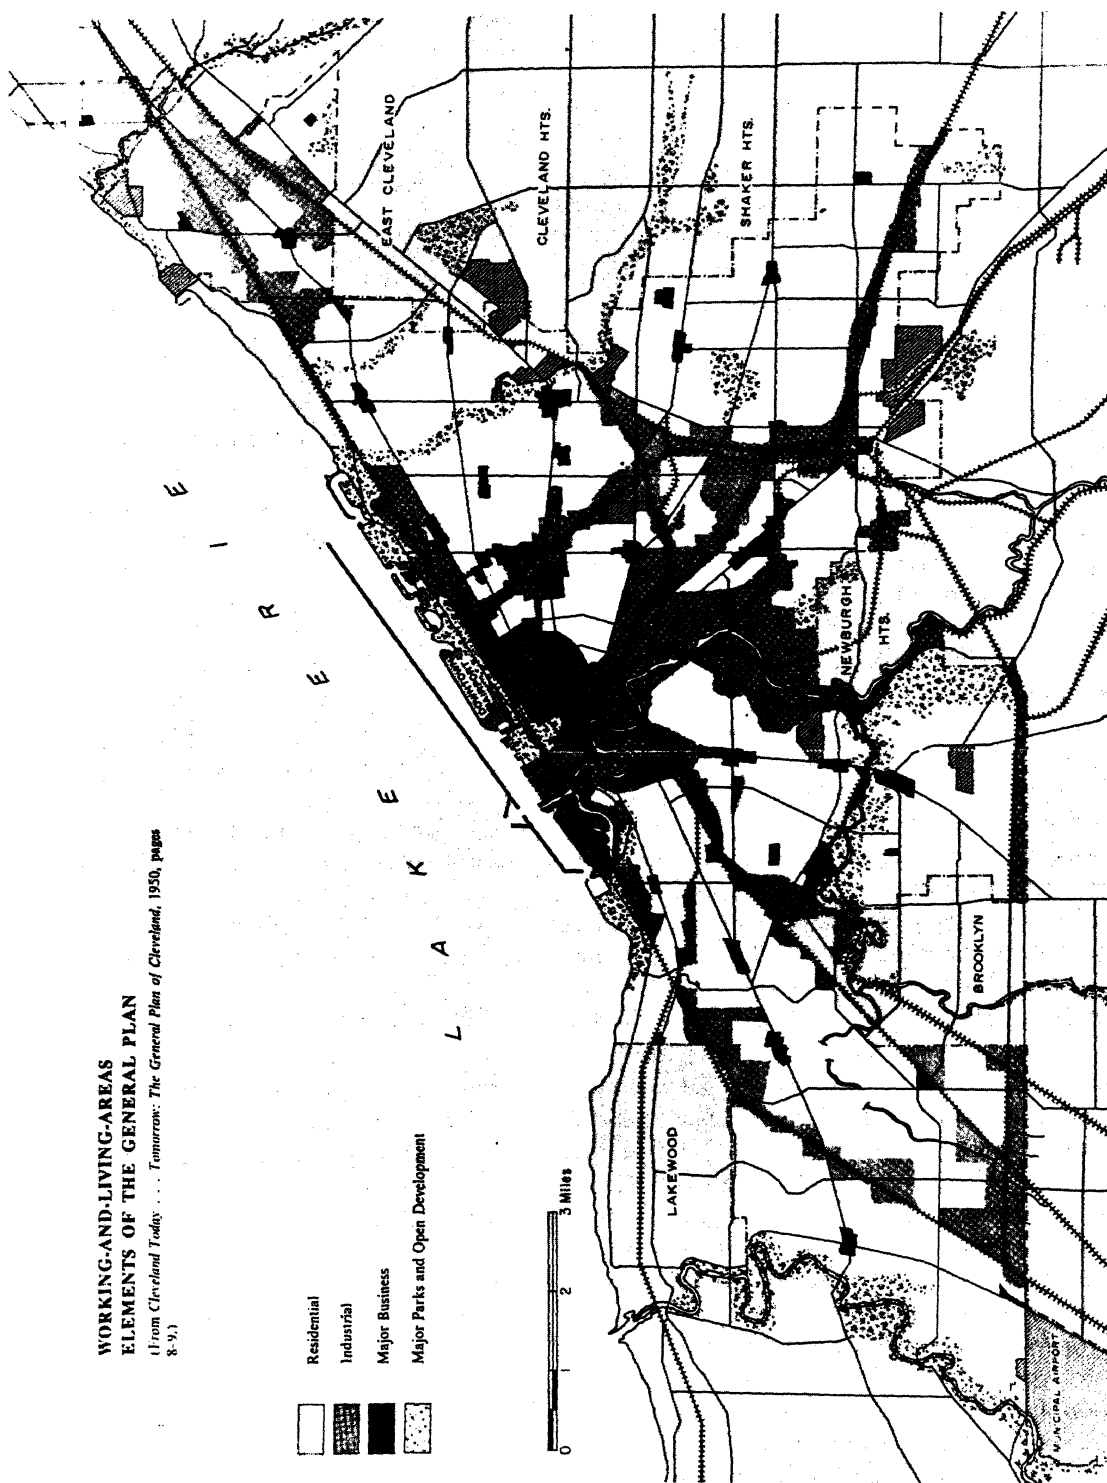 WORKING-AND-LIVING-AREAS
ELEMENTS OF THE GENERAL PLAN
(From Cleveland Today . . . Tomorrow: The General Plan of Cleveland, 1950, pages
8-9.)
Residential
Industrial
Major Business
Major Parks and Open Development
0 1 2 3 Miles
LAKE ERIE
EAST CLEVELAND
CLEVELAND HTS.
SHAKER HTS.
NEWBURGH
HTS.
BROOKLYN
LAKEWOOD
MUNICIPAL AIRPORT